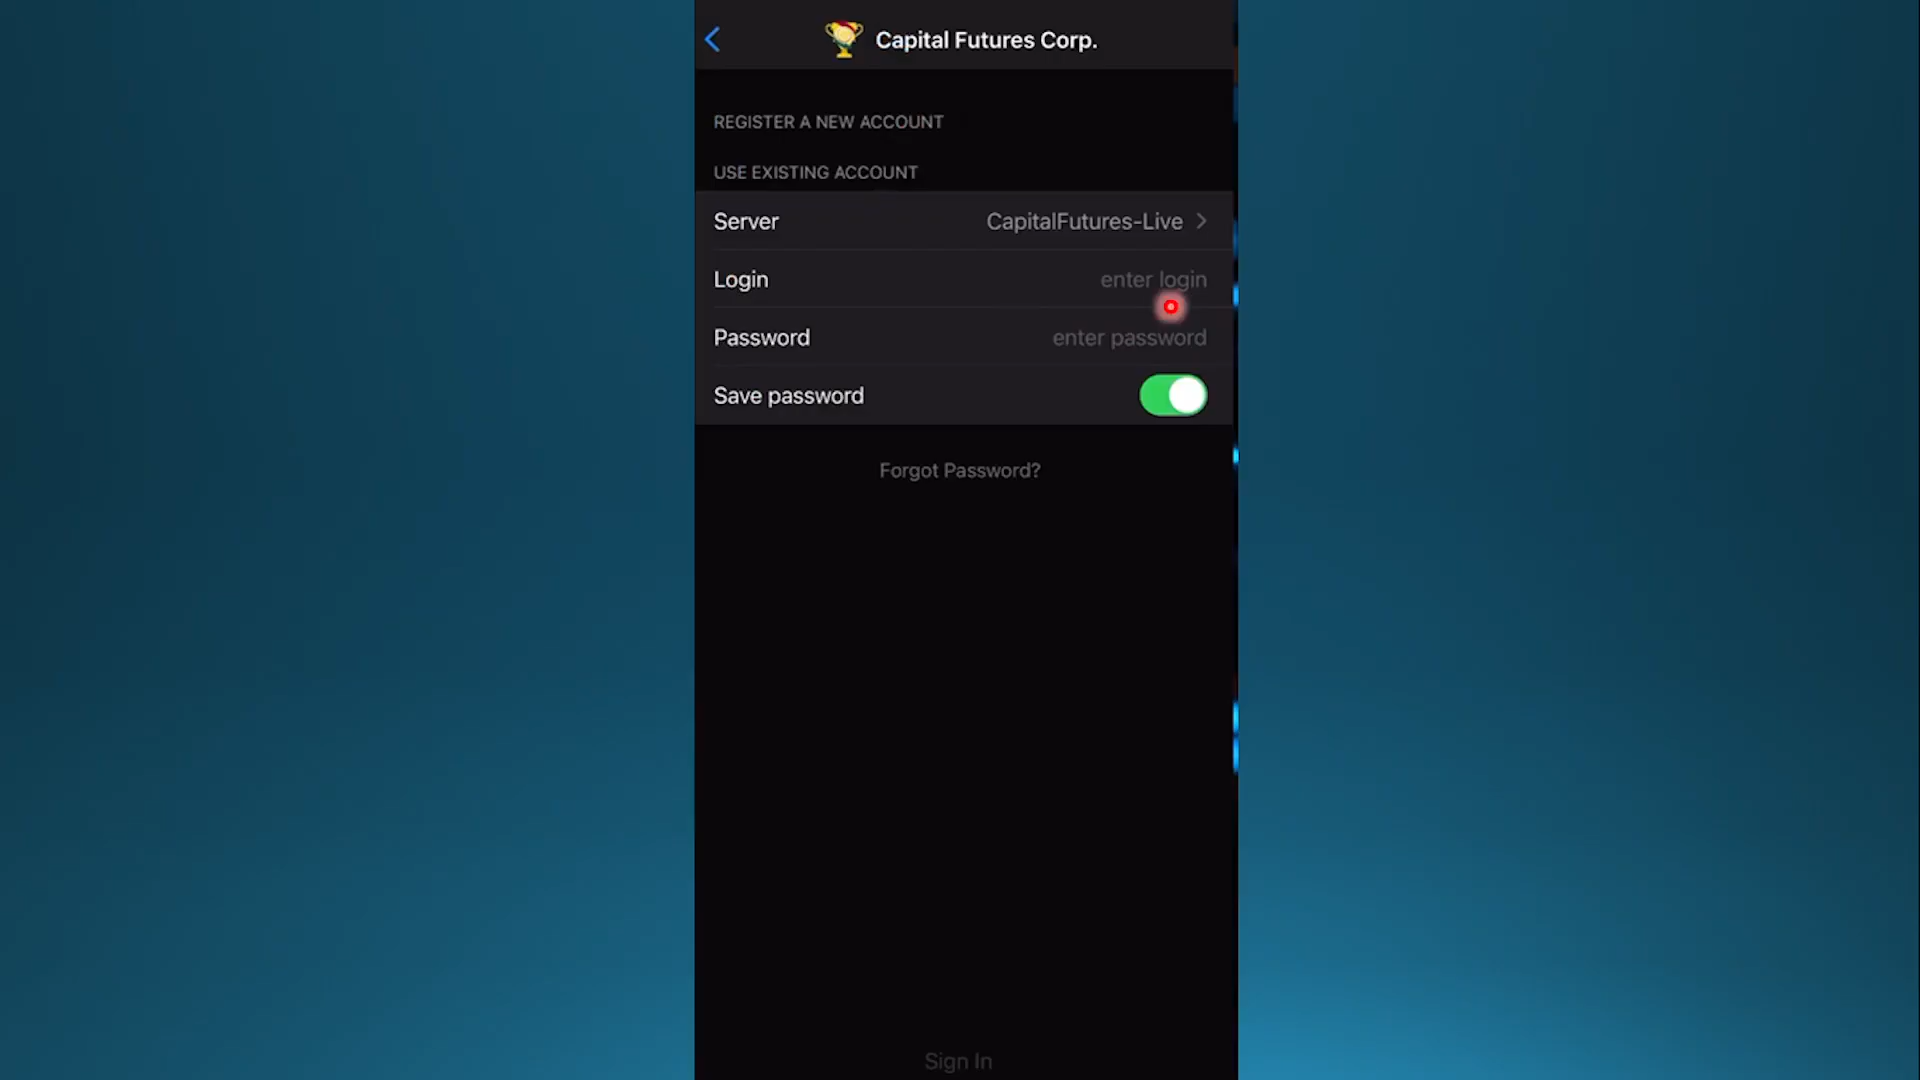 Capital Futures Corp.
REGISTER A NEW ACCOUNT
USE EXISTING ACCOUNT
Server CapitalFutures-Live
Login enter login
Password enter password
Save password
Forgot Password?
Sign In